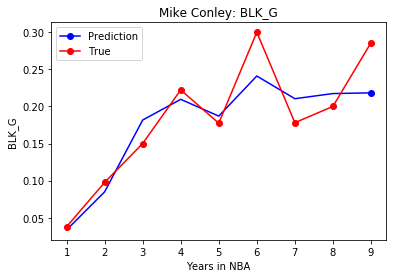 Mike Conley: BLK_G
Prediction
True
BLK_G
0.30
0.25
0.20
0.15
0.10
0.05
1 2 3 4 5 6 7 8 9
Years in NBA